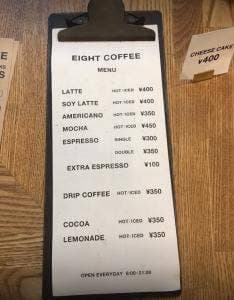 EIGHT COFFEE
MENU
LATTE HOT/ICED ¥400
SOY LATTE HOT/ICED ¥400
AMERICANO HOT/ICED ¥350
MOCHA HOT/ICED ¥450
ESPRESSO SINGLE ¥300
DOUBLE ¥350
EXTRA ESPRESSO ¥100
DRIP COFFEE HOT/ICED ¥350
COCOA HOT/ICED ¥350
LEMONADE HOT/ICED ¥350
OPEN EVERYDAY
CHEESE CAKE
¥400